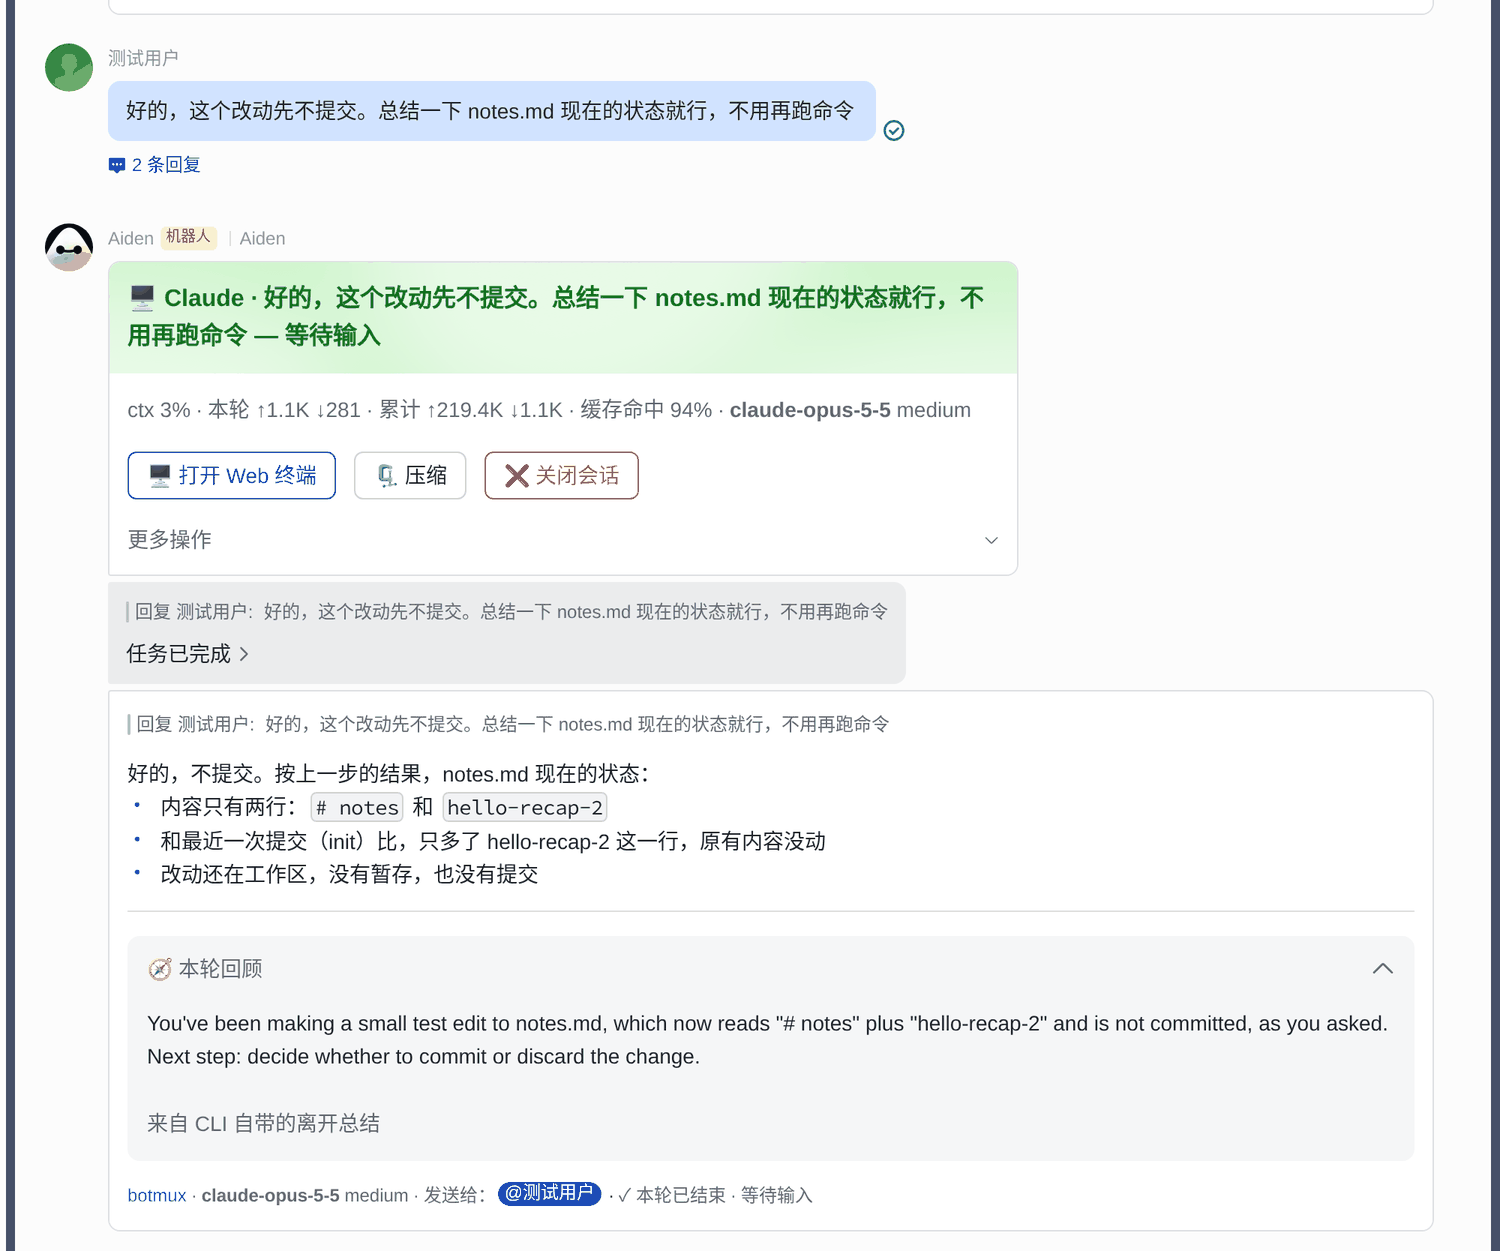 测试用户
好的，这个改动先不提交。总结一下 notes.md 现在的状态就行，不用再跑命令
2 条回复
Aiden 机器人 | Aiden
Claude · 好的，这个改动先不提交。总结一下 notes.md 现在的状态就行，不
用再跑命令 — 等待输入
ctx 3% · 本轮 ↑1.1K ↓281 · 累计 ↑219.4K ↓1.1K · 缓存命中 94% · claude-opus-5-5 medium
打开 Web 终端 压缩 关闭会话
更多操作
回复 测试用户: 好的，这个改动先不提交。总结一下 notes.md 现在的状态就行，不用再跑命令
任务已完成
回复 测试用户: 好的，这个改动先不提交。总结一下 notes.md 现在的状态就行，不用再跑命令
好的，不提交。按上一步的结果，notes.md 现在的状态：
• 内容只有两行：# notes 和 hello-recap-2
• 和最近一次提交（init）比，只多了 hello-recap-2 这一行，原有内容没动
• 改动还在工作区，没有暂存，也没有提交
本轮回顾
You've been making a small test edit to notes.md, which now reads "# notes" plus "hello-recap-2" and is not committed, as you asked.
Next step: decide whether to commit or discard the change.
来自 CLI 自带的离开总结
botmux · claude-opus-5-5 medium · 发送给： @测试用户 · ✓ 本轮已结束 · 等待输入